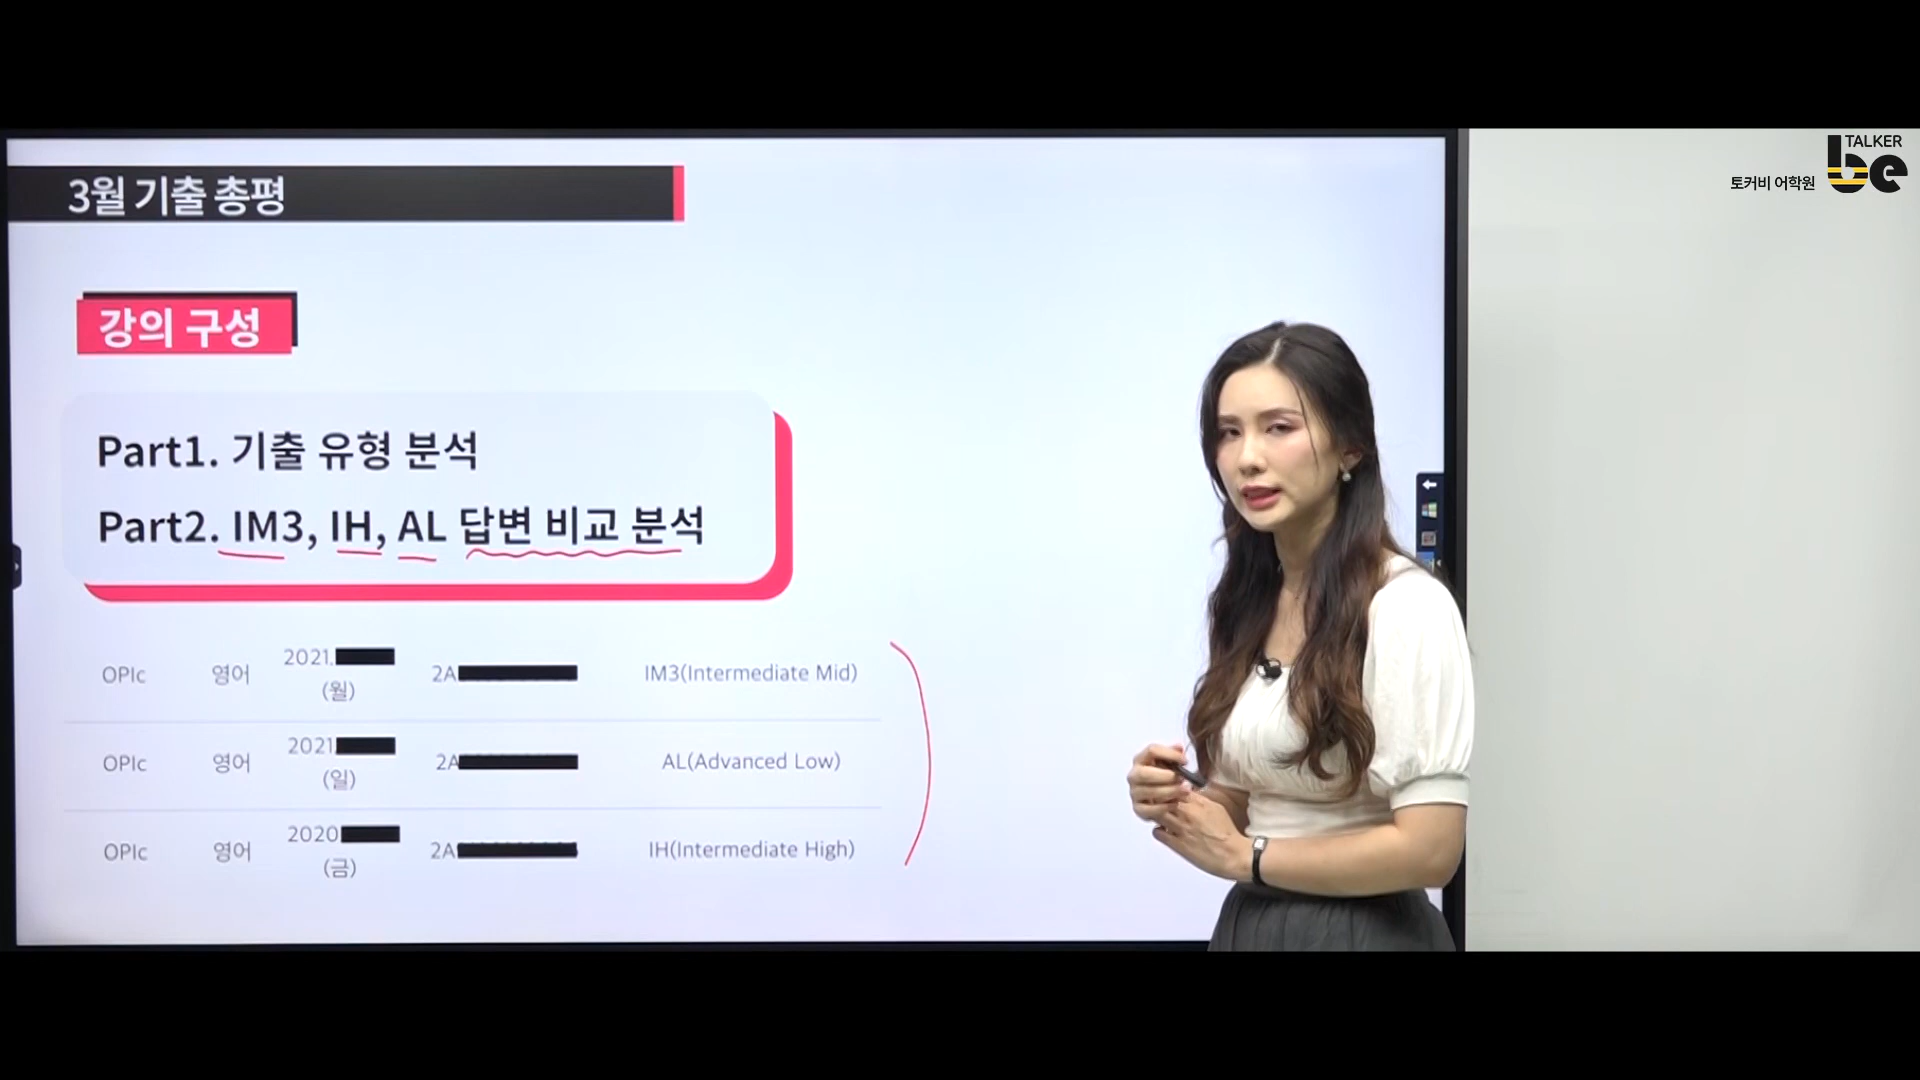 TALKER
be
토커비 어학원
3월 기출 총평
강의 구성
Part1. 기출 유형 분석
Part2. IM3, IH, AL 답변 비교 분석
OPIc 영어 2021. (월) 2A IM3(Intermediate Mid)
OPIc 영어 2021. (일) 2A AL(Advanced Low)
OPIc 영어 2020 (금) 2A IH(Intermediate High)